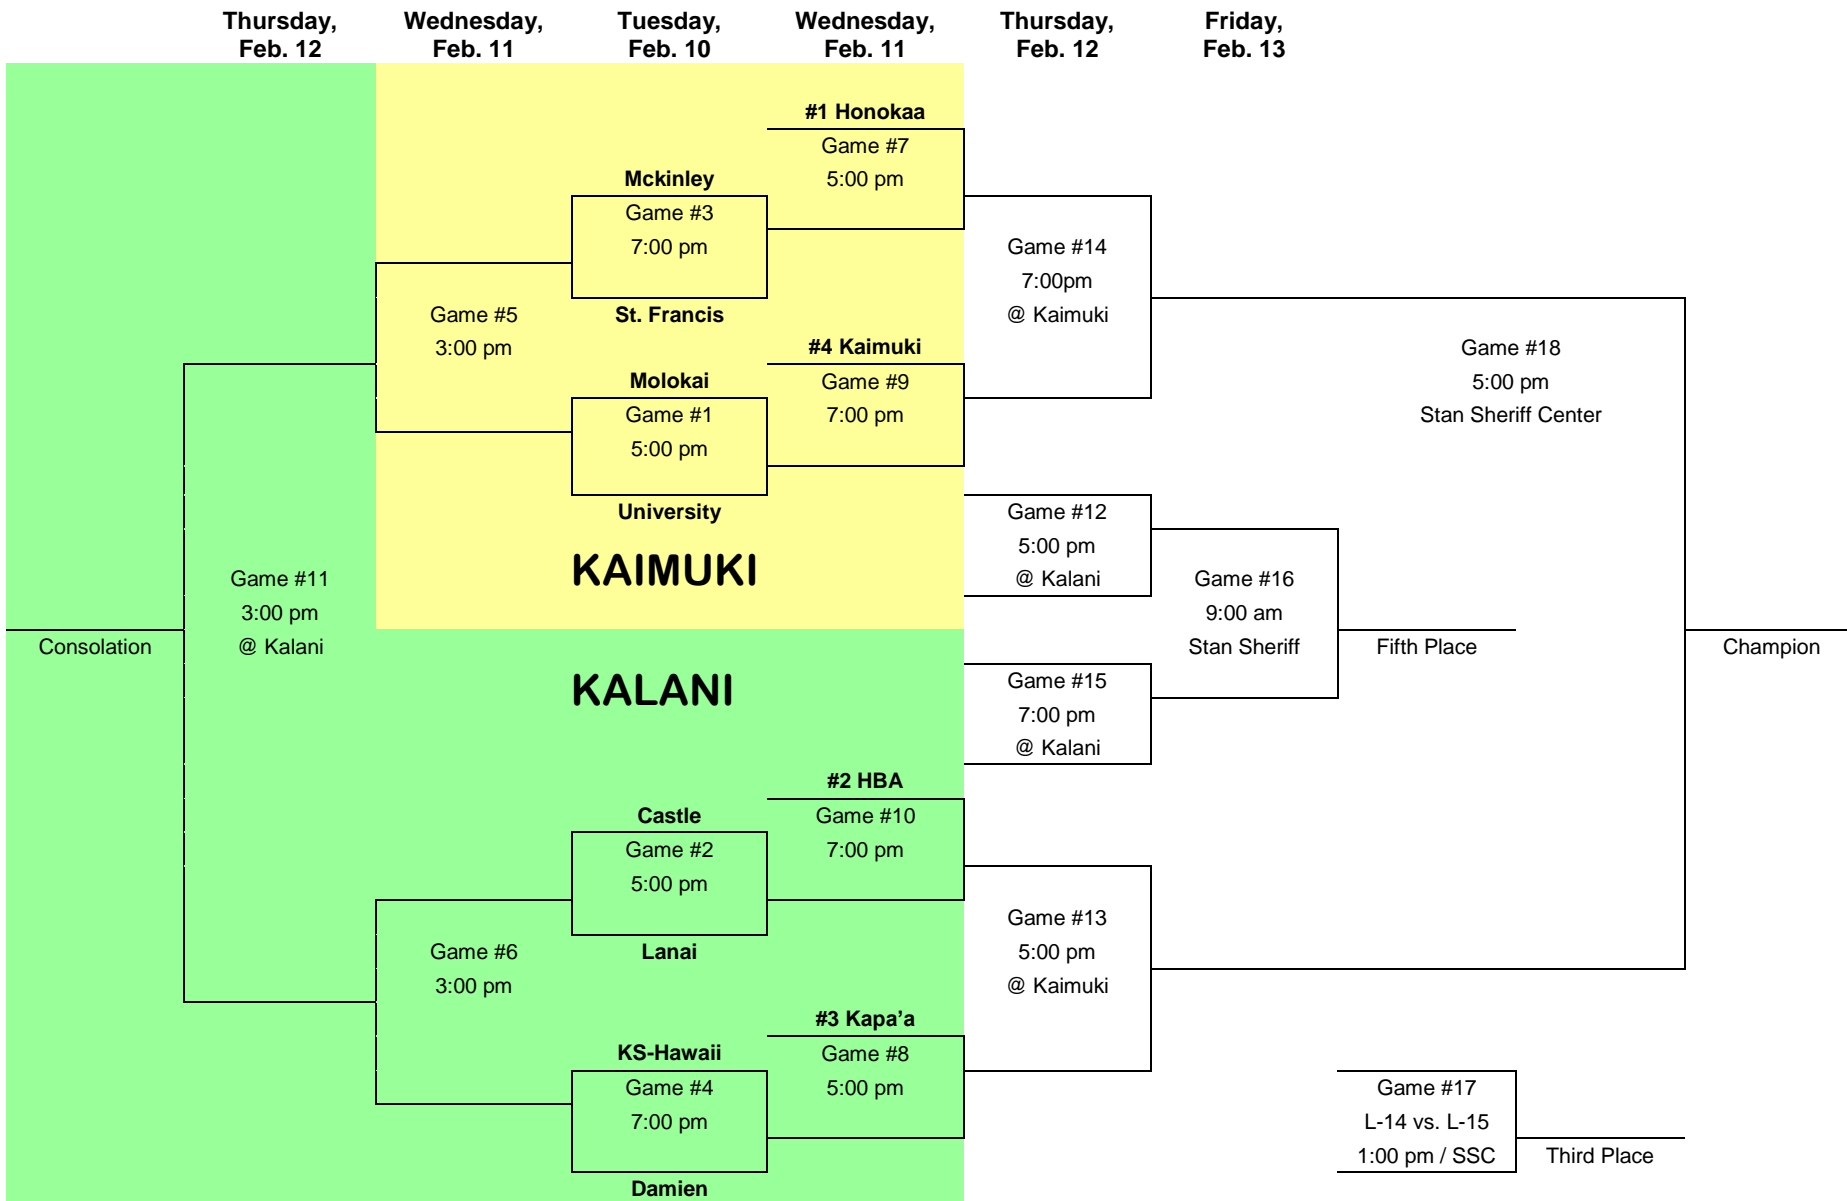 Thursday,
Feb. 12
Wednesday,
Feb. 11
Tuesday,
Feb. 10
Wednesday,
Feb. 11
Thursday,
Feb. 12
Friday,
Feb. 13
#1 Honokaa
Game #7
5:00 pm
Mckinley
Game #3
7:00 pm
St. Francis
Game #14
7:00pm
@ Kaimuki
Game #5
3:00 pm
#4 Kaimuki
Game #9
7:00 pm
Molokai
Game #1
5:00 pm
University
Game #18
5:00 pm
Stan Sheriff Center
Game #12
5:00 pm
@ Kalani
KAIMUKI
Game #11
3:00 pm
@ Kalani
Game #16
9:00 am
Stan Sheriff
Consolation
Fifth Place
Champion
KALANI
Game #15
7:00 pm
@ Kalani
#2 HBA
Game #10
7:00 pm
Castle
Game #2
5:00 pm
Lanai
Game #6
3:00 pm
Game #13
5:00 pm
@ Kaimuki
#3 Kapa’a
Game #8
5:00 pm
KS-Hawaii
Game #4
7:00 pm
Damien
Game #17
L-14 vs. L-15
1:00 pm / SSC
Third Place